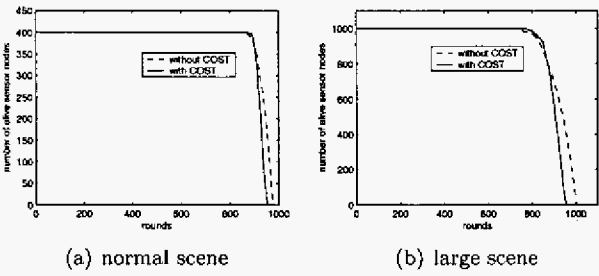 450
400
350
300
250
200
150
100
50
0
number of alive sensor nodes
without COST
with COST
0 200 400 600 800 1000
rounds
(a) normal scene
1000
800
600
400
200
0
number of alive sensor nodes
without COST
with COST
0 200 400 600 800 1000
rounds
(b) large scene